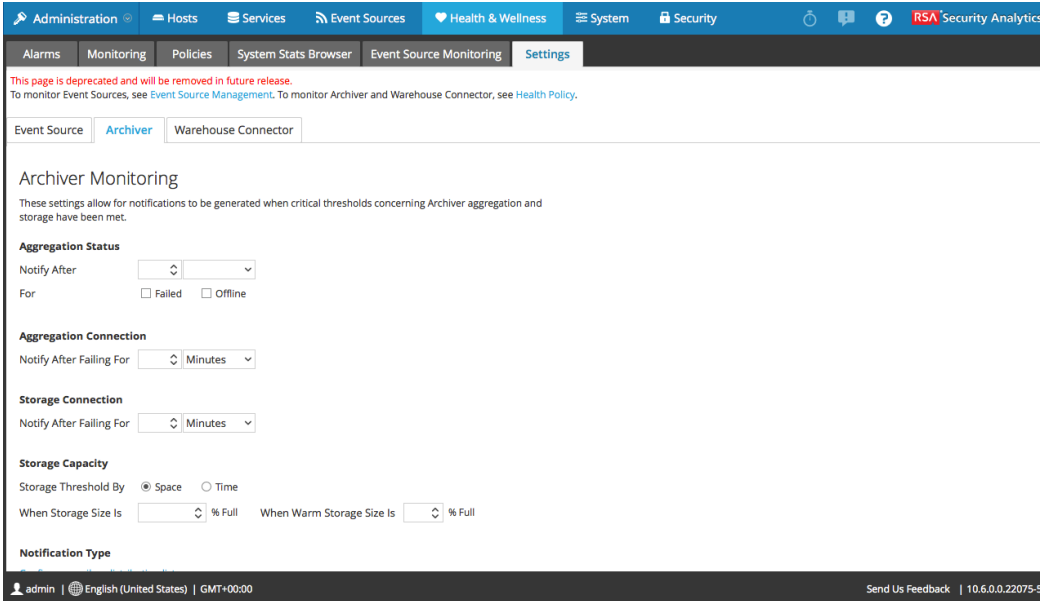 Administration Hosts Services Event Sources Health & Wellness System Security RSA Security Analytics
Alarms Monitoring Policies System Stats Browser Event Source Monitoring Settings
This page is deprecated and will be removed in future release.
To monitor Event Sources, see Event Source Management. To monitor Archiver and Warehouse Connector, see Health Policy.
Event Source Archiver Warehouse Connector
Archiver Monitoring
These settings allow for notifications to be generated when critical thresholds concerning Archiver aggregation and
storage have been met.
Aggregation Status
Notify After
For Failed Offline
Aggregation Connection
Notify After Failing For Minutes
Storage Connection
Notify After Failing For Minutes
Storage Capacity
Storage Threshold By Space Time
When Storage Size Is % Full When Warm Storage Size Is % Full
Notification Type
admin | English (United States) | GMT+00:00 Send Us Feedback | 10.6.0.0.22075-5